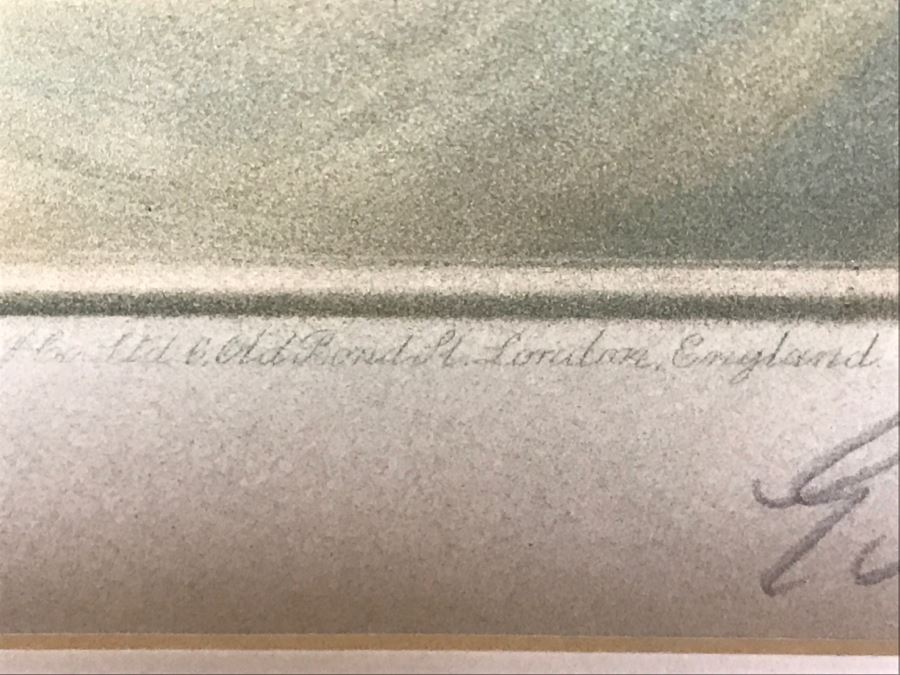 & Co. Ltd. 6, Old Bond St. London, England.